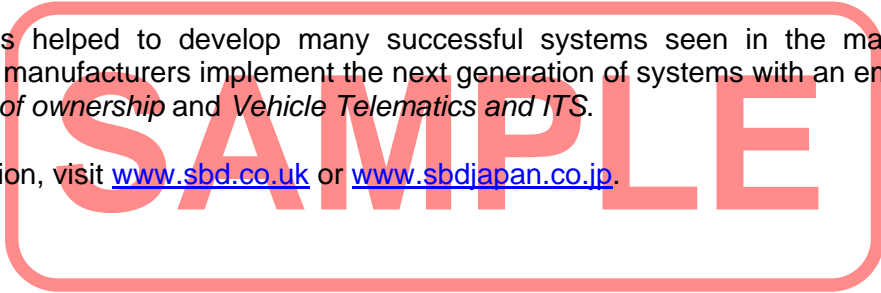 s helped to develop many successful systems seen in the ma
manufacturers implement the next generation of systems with an en
of ownership and Vehicle Telematics and ITS.
SAMPLE
ion, visit www.sbd.co.uk or www.sbdjapan.co.jp.